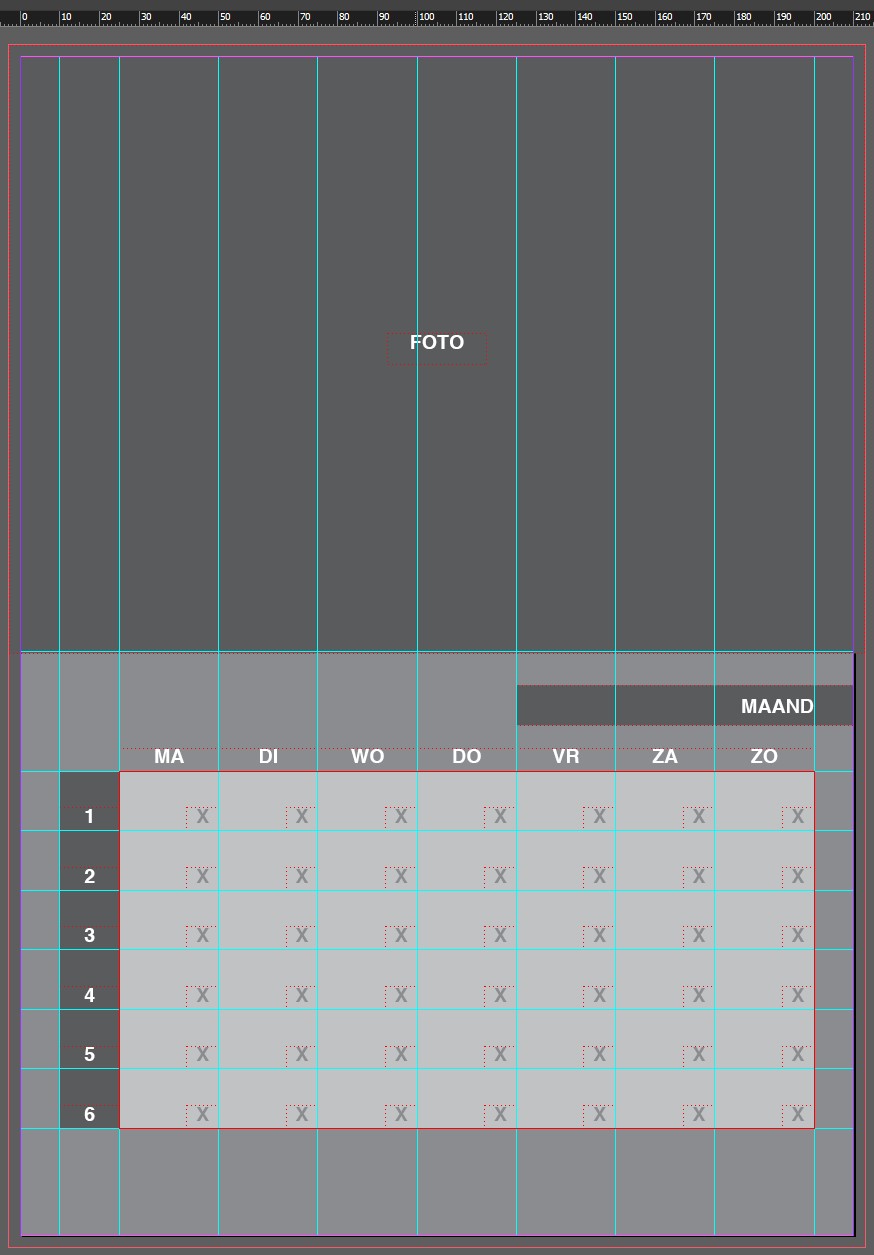 0 10 20 30 40 50 60 70 80 90 100 110 120 130 140 150 160 170 180 190 200 210
FOTO
MAAND
MA DI WO DO VR ZA ZO
1 X X X X X X X
2 X X X X X X X
3 X X X X X X X
4 X X X X X X X
5 X X X X X X X
6 X X X X X X X